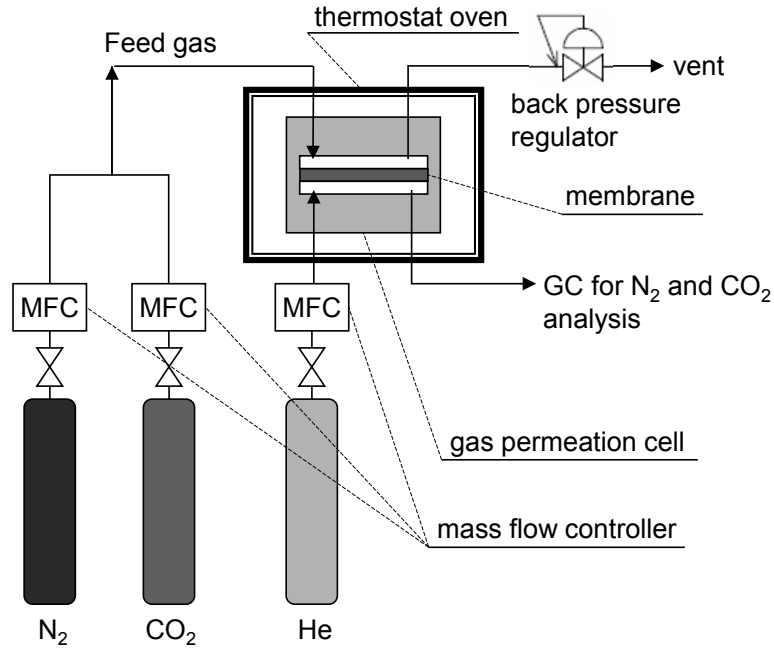 thermostat oven
Feed gas
vent
back pressure
regulator
membrane
GC for N₂ and CO₂
analysis
MFC
MFC
MFC
gas permeation cell
mass flow controller
N₂
CO₂
He